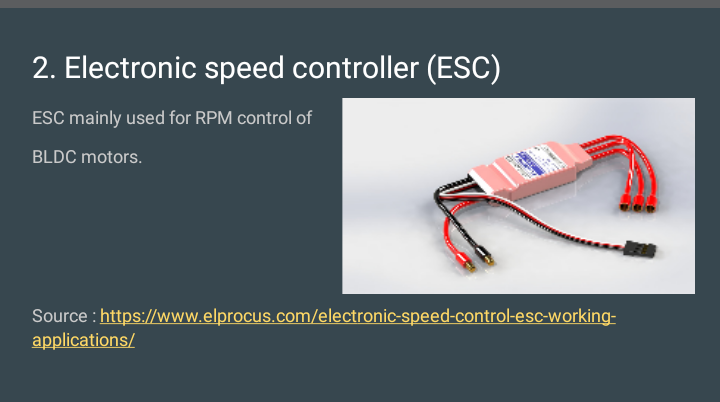 2. Electronic speed controller (ESC)
ESC mainly used for RPM control of
BLDC motors.
Source : https://www.elprocus.com/electronic-speed-control-esc-working-
applications/